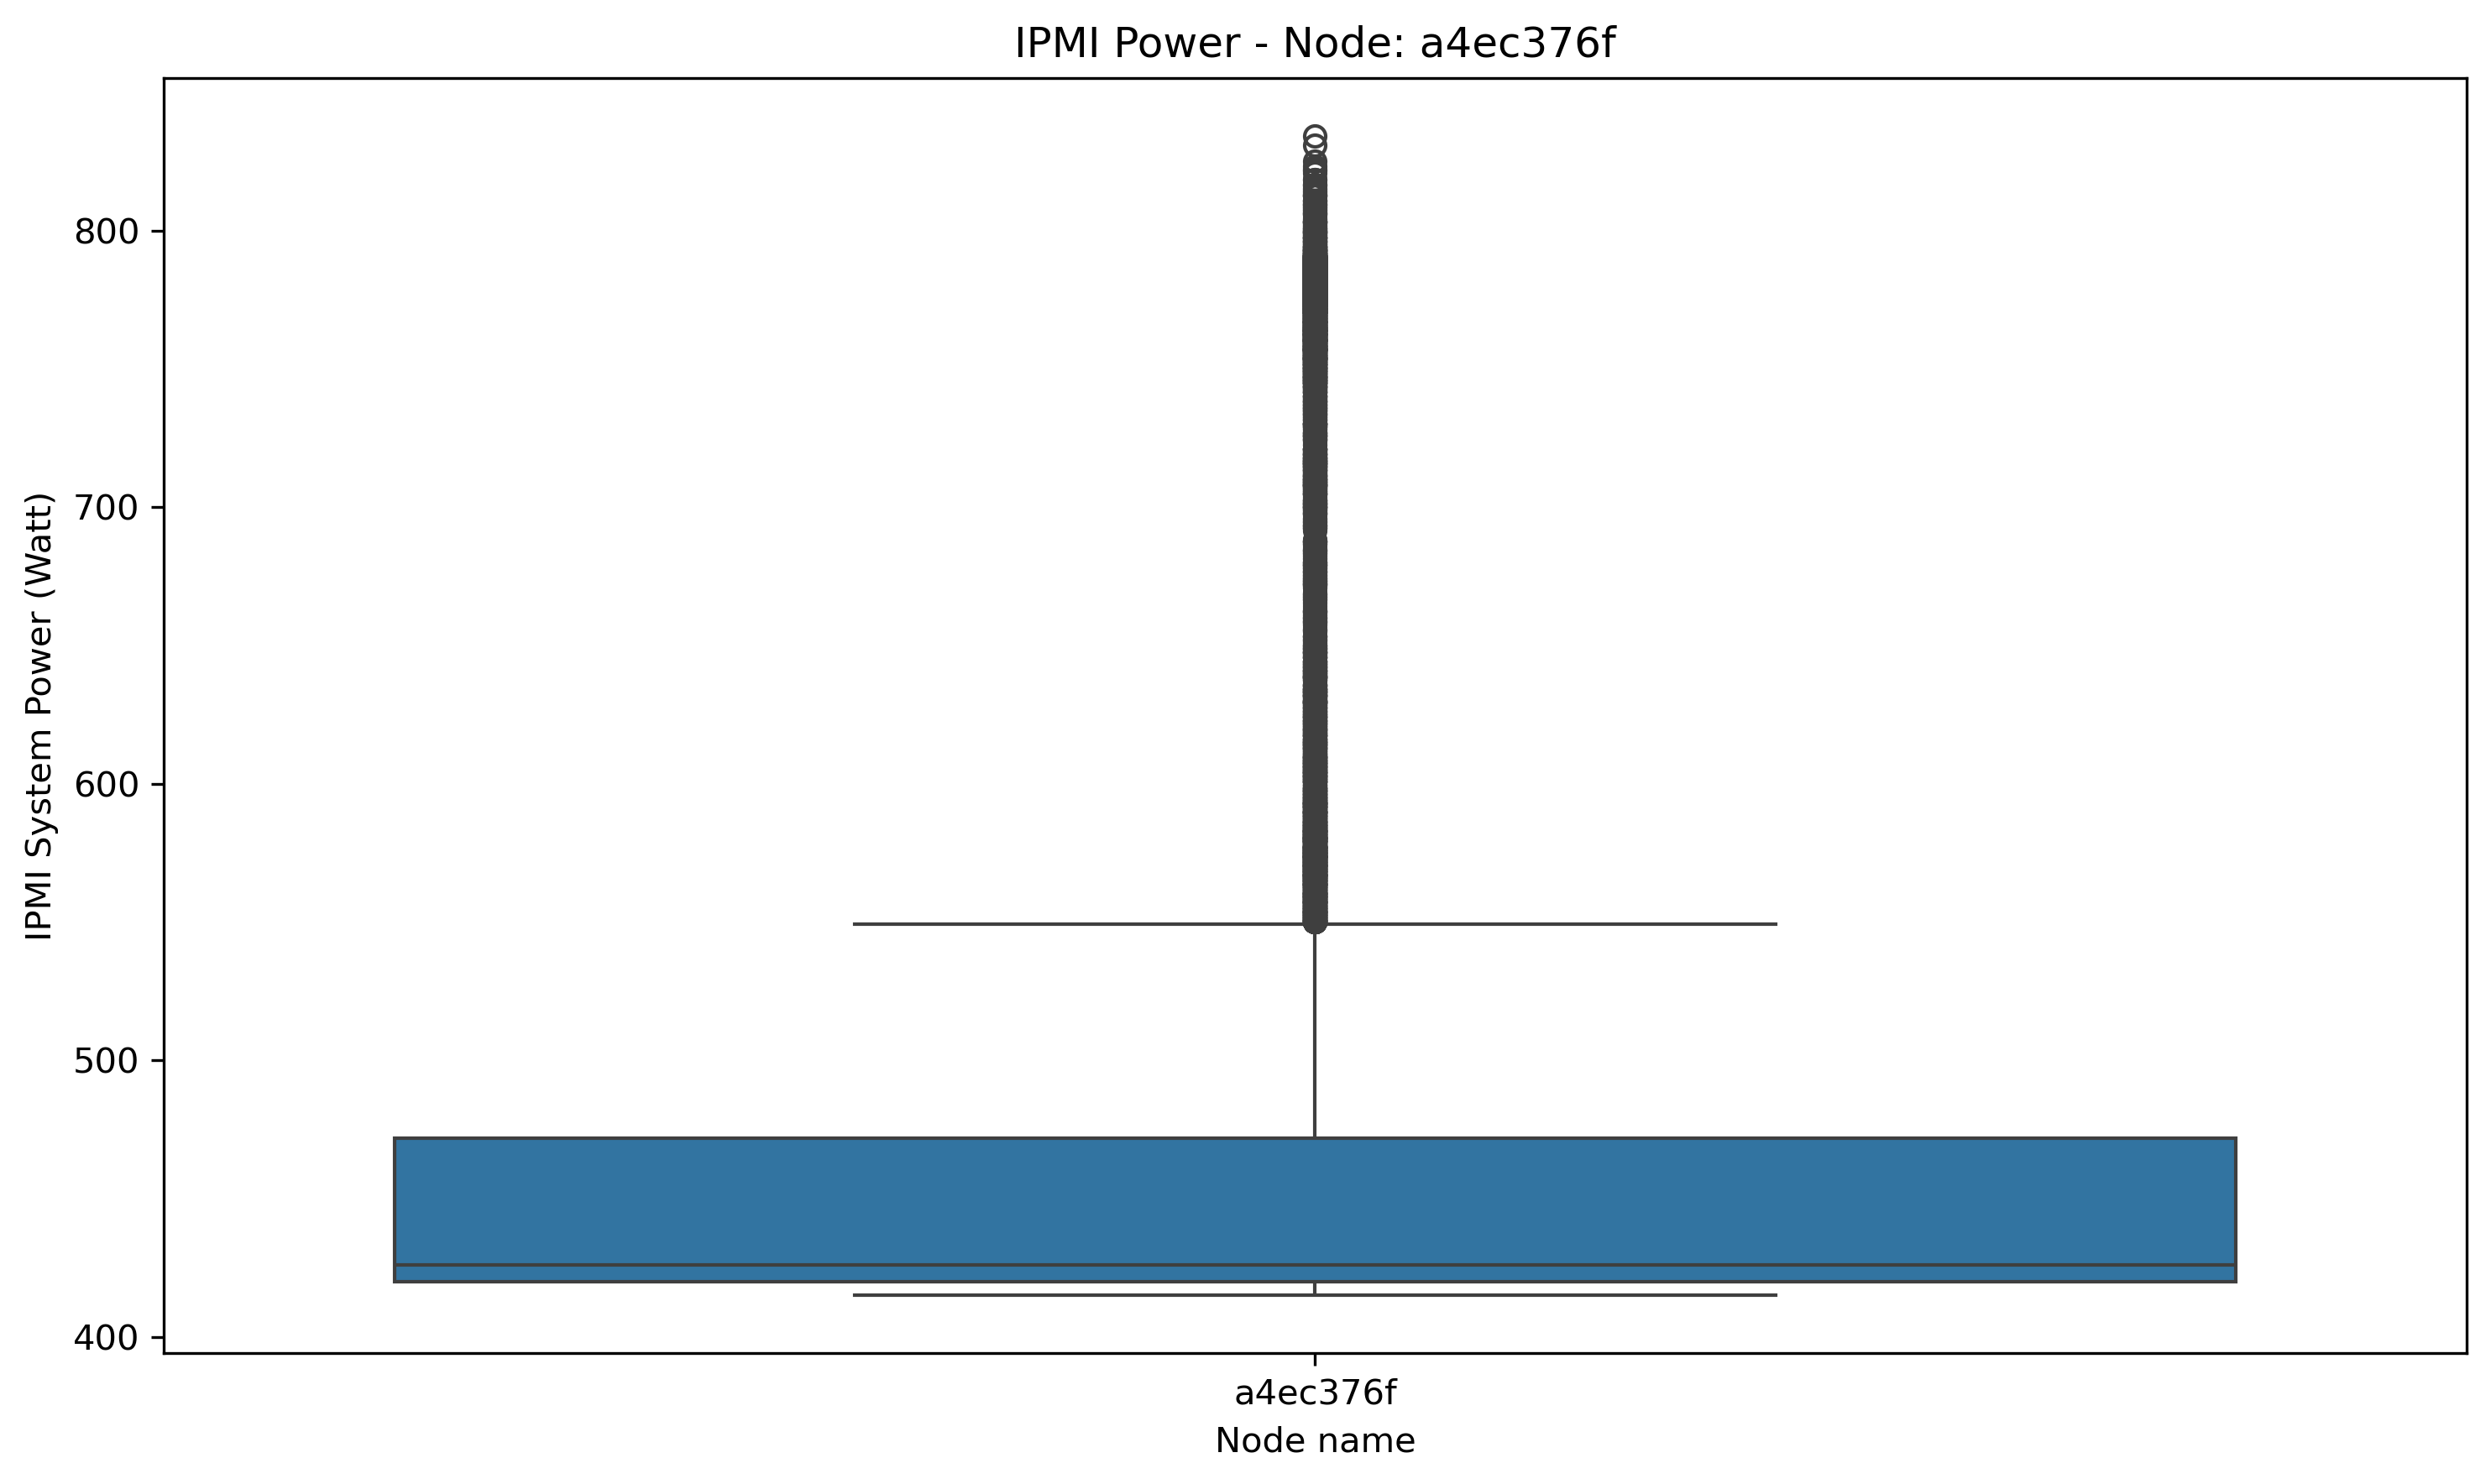 IPMI Power - Node: a4ec376f
IPMI System Power (Watt)
800
700
600
500
400
a4ec376f
Node name